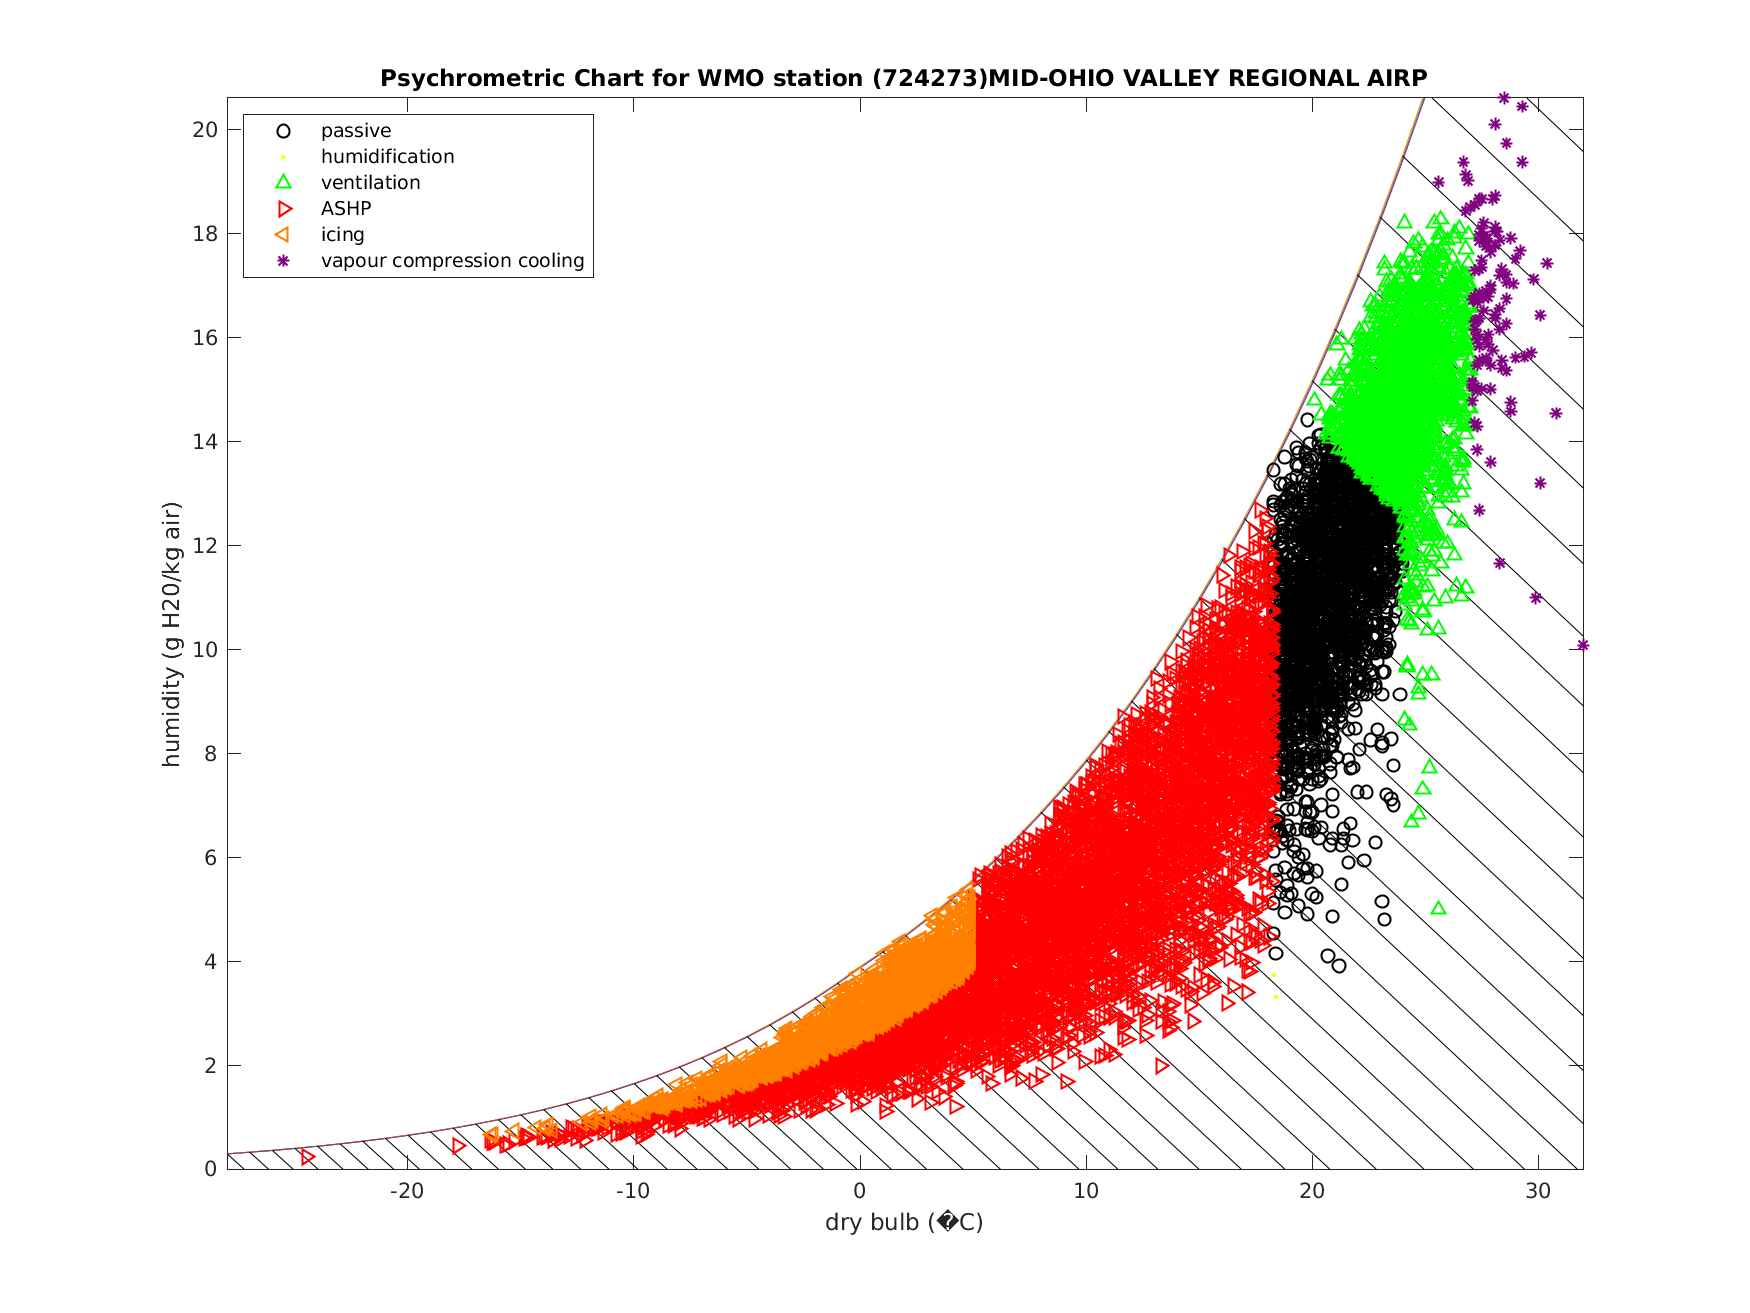 Psychrometric Chart for WMO station (724273)MID-OHIO VALLEY REGIONAL AIRP
passive
humidification
ventilation
ASHP
icing
vapour compression cooling
humidity (g H20/kg air)
20
18
16
14
12
10
8
6
4
2
0
-20 -10 0 10 20 30
dry bulb (�C)